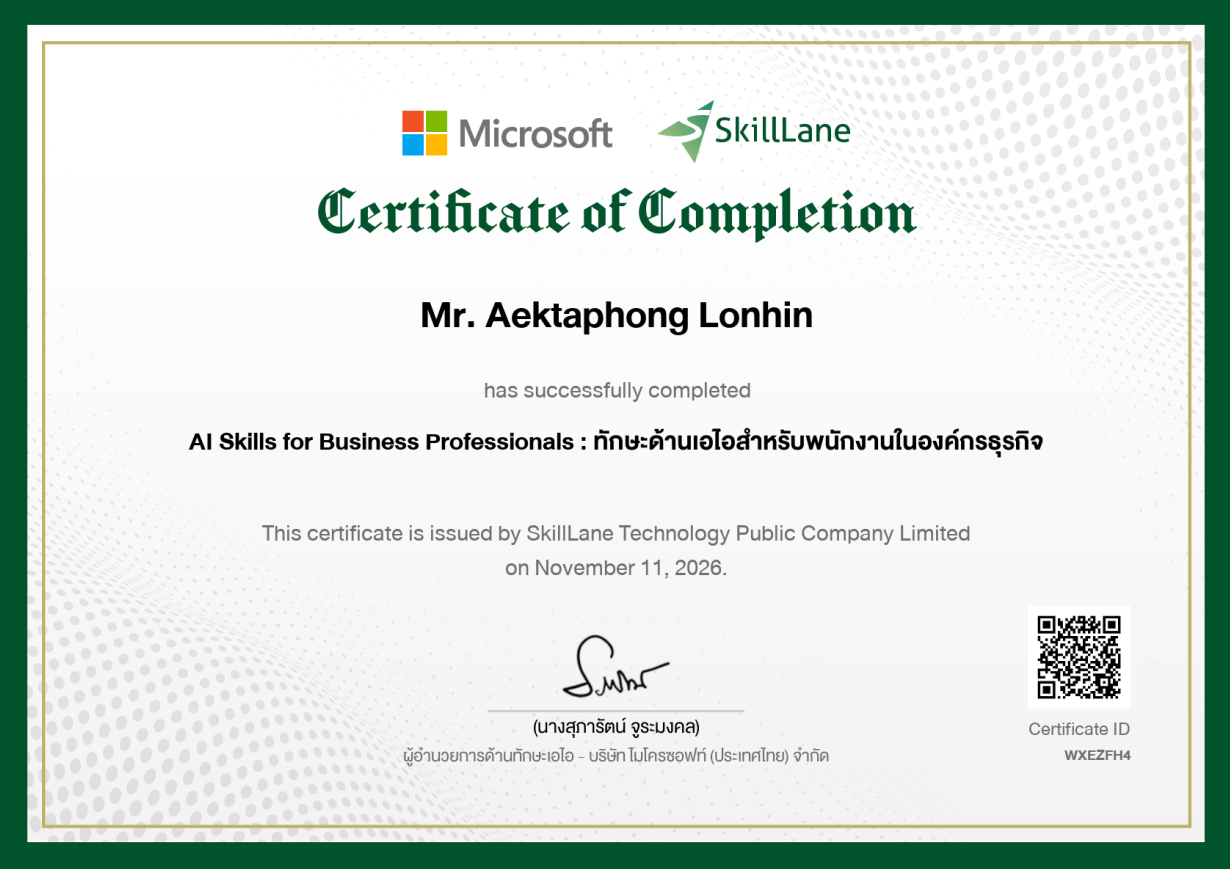 Microsoft SkillLane
Certificate of Completion
Mr. Aektaphong Lonhin
has successfully completed
AI Skills for Business Professionals : ทักษะด้านเอไอสำหรับพนักงานในองค์กรธุรกิจ
This certificate is issued by SkillLane Technology Public Company Limited
on November 11, 2026.
(นางสุภารัตน์ จูระมงคล)
ผู้อำนวยการด้านทักษะเอไอ – บริษัท ไมโครซอฟท์ (ประเทศไทย) จำกัด
Certificate ID
WXEZFH4